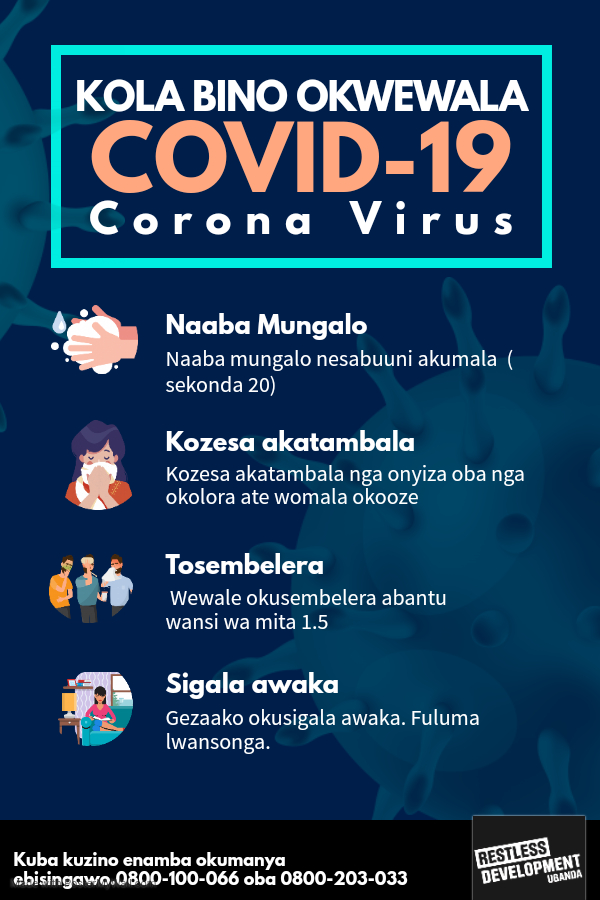 KOLA BINO OKWEWALA
COVID-19
Corona Virus
Naaba Mungalo
Naaba mungalo nesabuuni akumala (
sekonda 20)
Kozesa akatambala
Kozesa akatambala nga onyiza oba nga
okolora ate womala okooze
Tosembelera
Wewale okusembelera abantu
wansi wa mita 1.5
Sigala awaka
Gezaako okusigala awaka. Fuluma
lwansonga.
Kuba kuzino enamba okumanya
ebisingawo.0800-100-066 oba 0800-203-033
RESTLESS
DEVELOPMENT
UGANDA